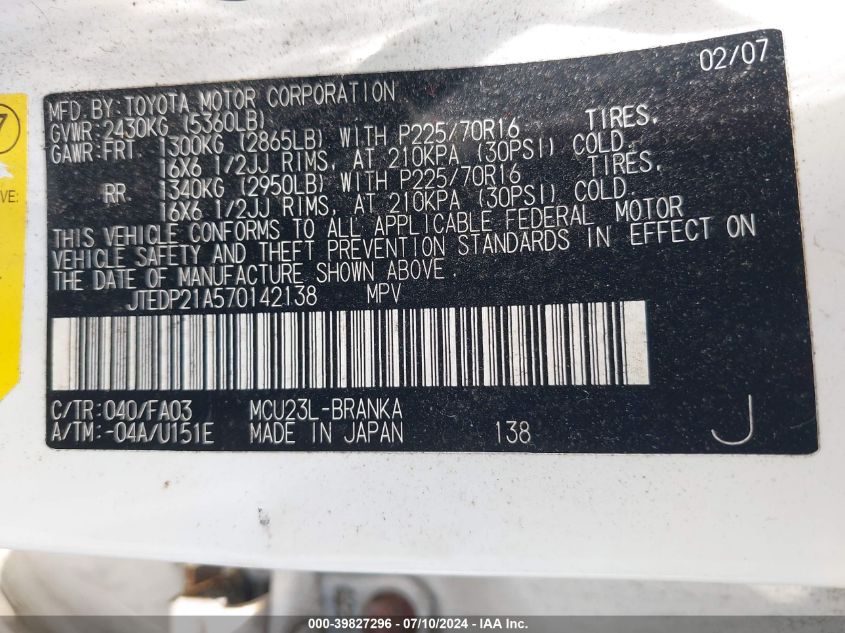 02/07
MFD.BY:TOYOTA MOTOR CORPORATION
GVWR:2430KG (5360LB)
GAWR:FRT. 1300KG (2865LB) WITH P225/70R16 TIRES.
16X6 1/2JJ RIMS, AT 210KPA (30PSI) COLD.
RR. 1340KG (2950LB) WITH P225/70R16 TIRES.
16X6 1/2JJ RIMS, AT 210KPA (30PSI) COLD.
THIS VEHICLE CONFORMS TO ALL APPLICABLE FEDERAL MOTOR
VEHICLE SAFETY AND THEFT PREVENTION STANDARDS IN EFFECT ON
THE DATE OF MANUFACTURE SHOWN ABOVE.
JTEDP21A570142138 MPV
C/TR:040/FA03 MCU23L-BRANKA
A/TM:-04A/U151E MADE IN JAPAN 138 J
7
VE:
000-39827296 - 07/10/2024 - IAA Inc.